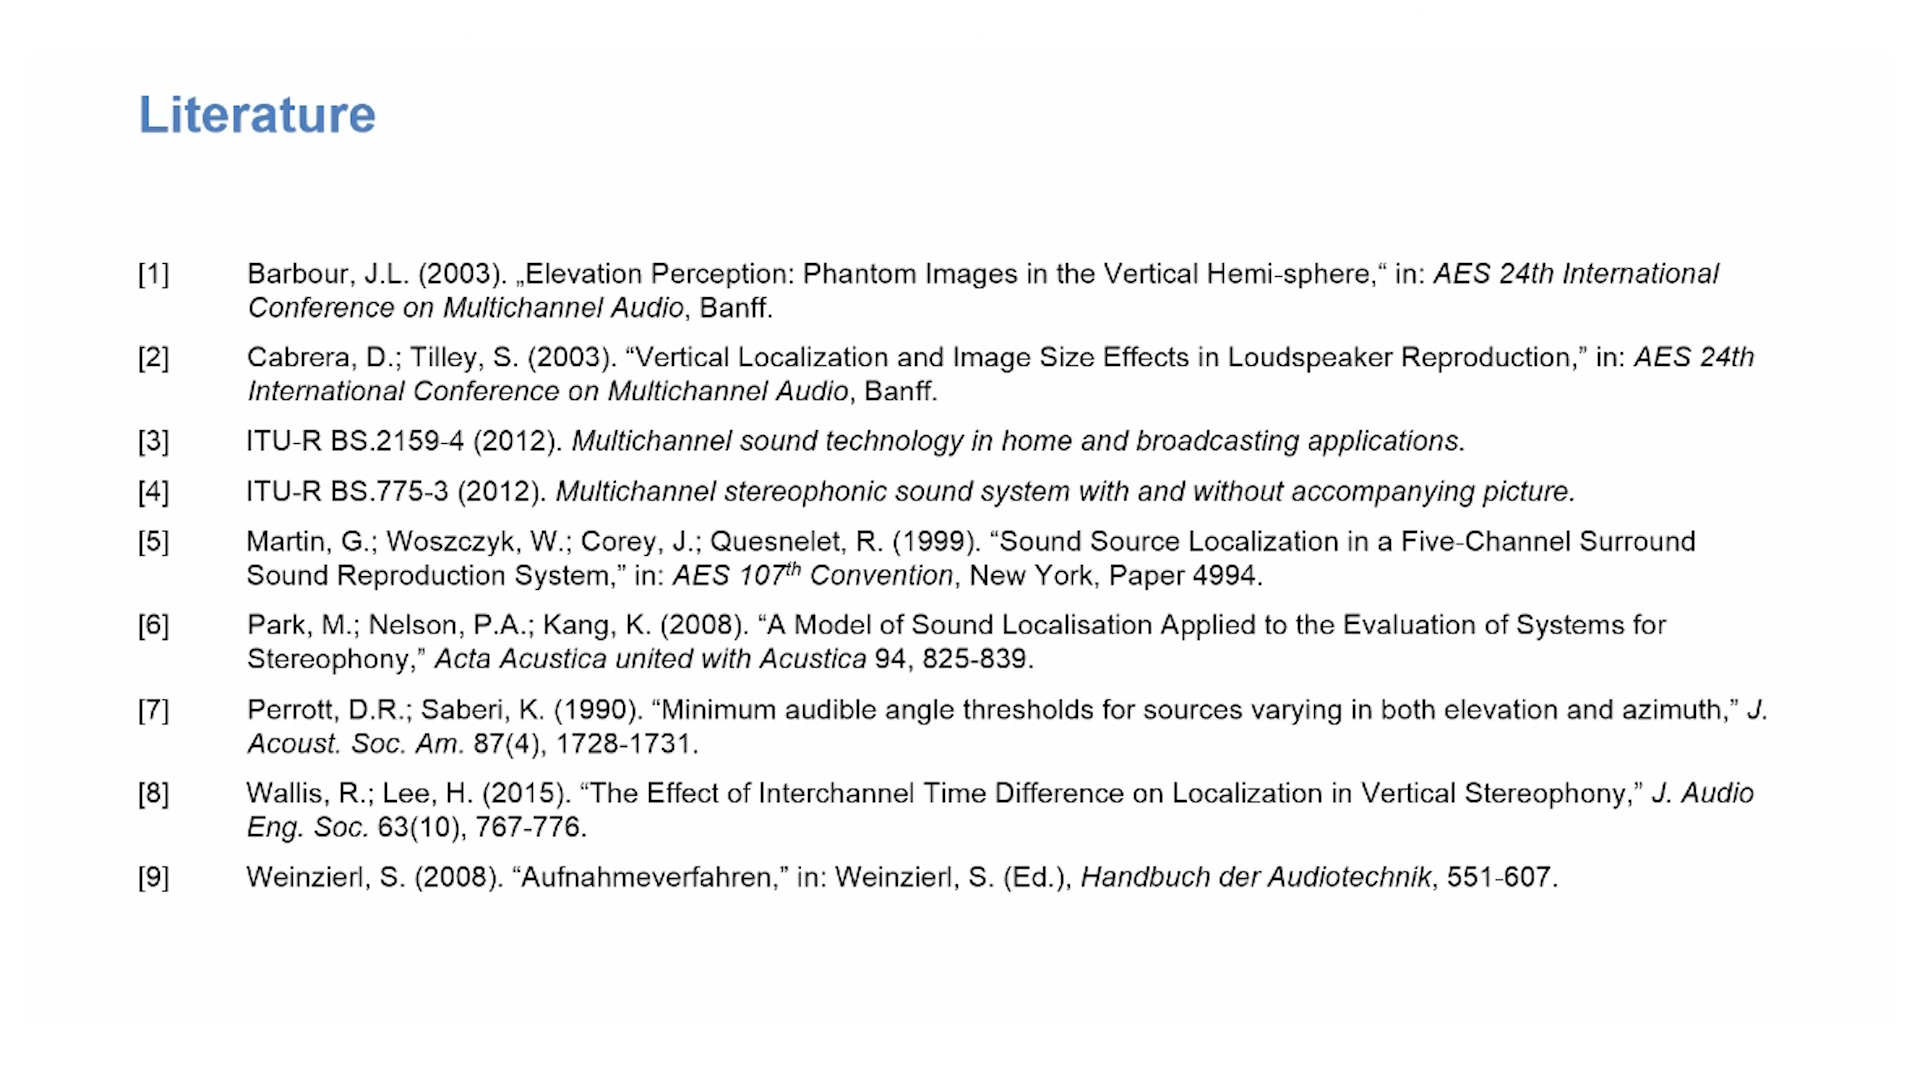 Literature
[1] Barbour, J.L. (2003). „Elevation Perception: Phantom Images in the Vertical Hemi-sphere,“ in: AES 24th International
Conference on Multichannel Audio, Banff.
[2] Cabrera, D.; Tilley, S. (2003). “Vertical Localization and Image Size Effects in Loudspeaker Reproduction,” in: AES 24th
International Conference on Multichannel Audio, Banff.
[3] ITU-R BS.2159-4 (2012). Multichannel sound technology in home and broadcasting applications.
[4] ITU-R BS.775-3 (2012). Multichannel stereophonic sound system with and without accompanying picture.
[5] Martin, G.; Woszczyk, W.; Corey, J.; Quesnelet, R. (1999). “Sound Source Localization in a Five-Channel Surround
Sound Reproduction System,” in: AES 107th Convention, New York, Paper 4994.
[6] Park, M.; Nelson, P.A.; Kang, K. (2008). “A Model of Sound Localisation Applied to the Evaluation of Systems for
Stereophony,” Acta Acustica united with Acustica 94, 825-839.
[7] Perrott, D.R.; Saberi, K. (1990). “Minimum audible angle thresholds for sources varying in both elevation and azimuth,” J.
Acoust. Soc. Am. 87(4), 1728-1731.
[8] Wallis, R.; Lee, H. (2015). “The Effect of Interchannel Time Difference on Localization in Vertical Stereophony,” J. Audio
Eng. Soc. 63(10), 767-776.
[9] Weinzierl, S. (2008). “Aufnahmeverfahren,” in: Weinzierl, S. (Ed.), Handbuch der Audiotechnik, 551-607.